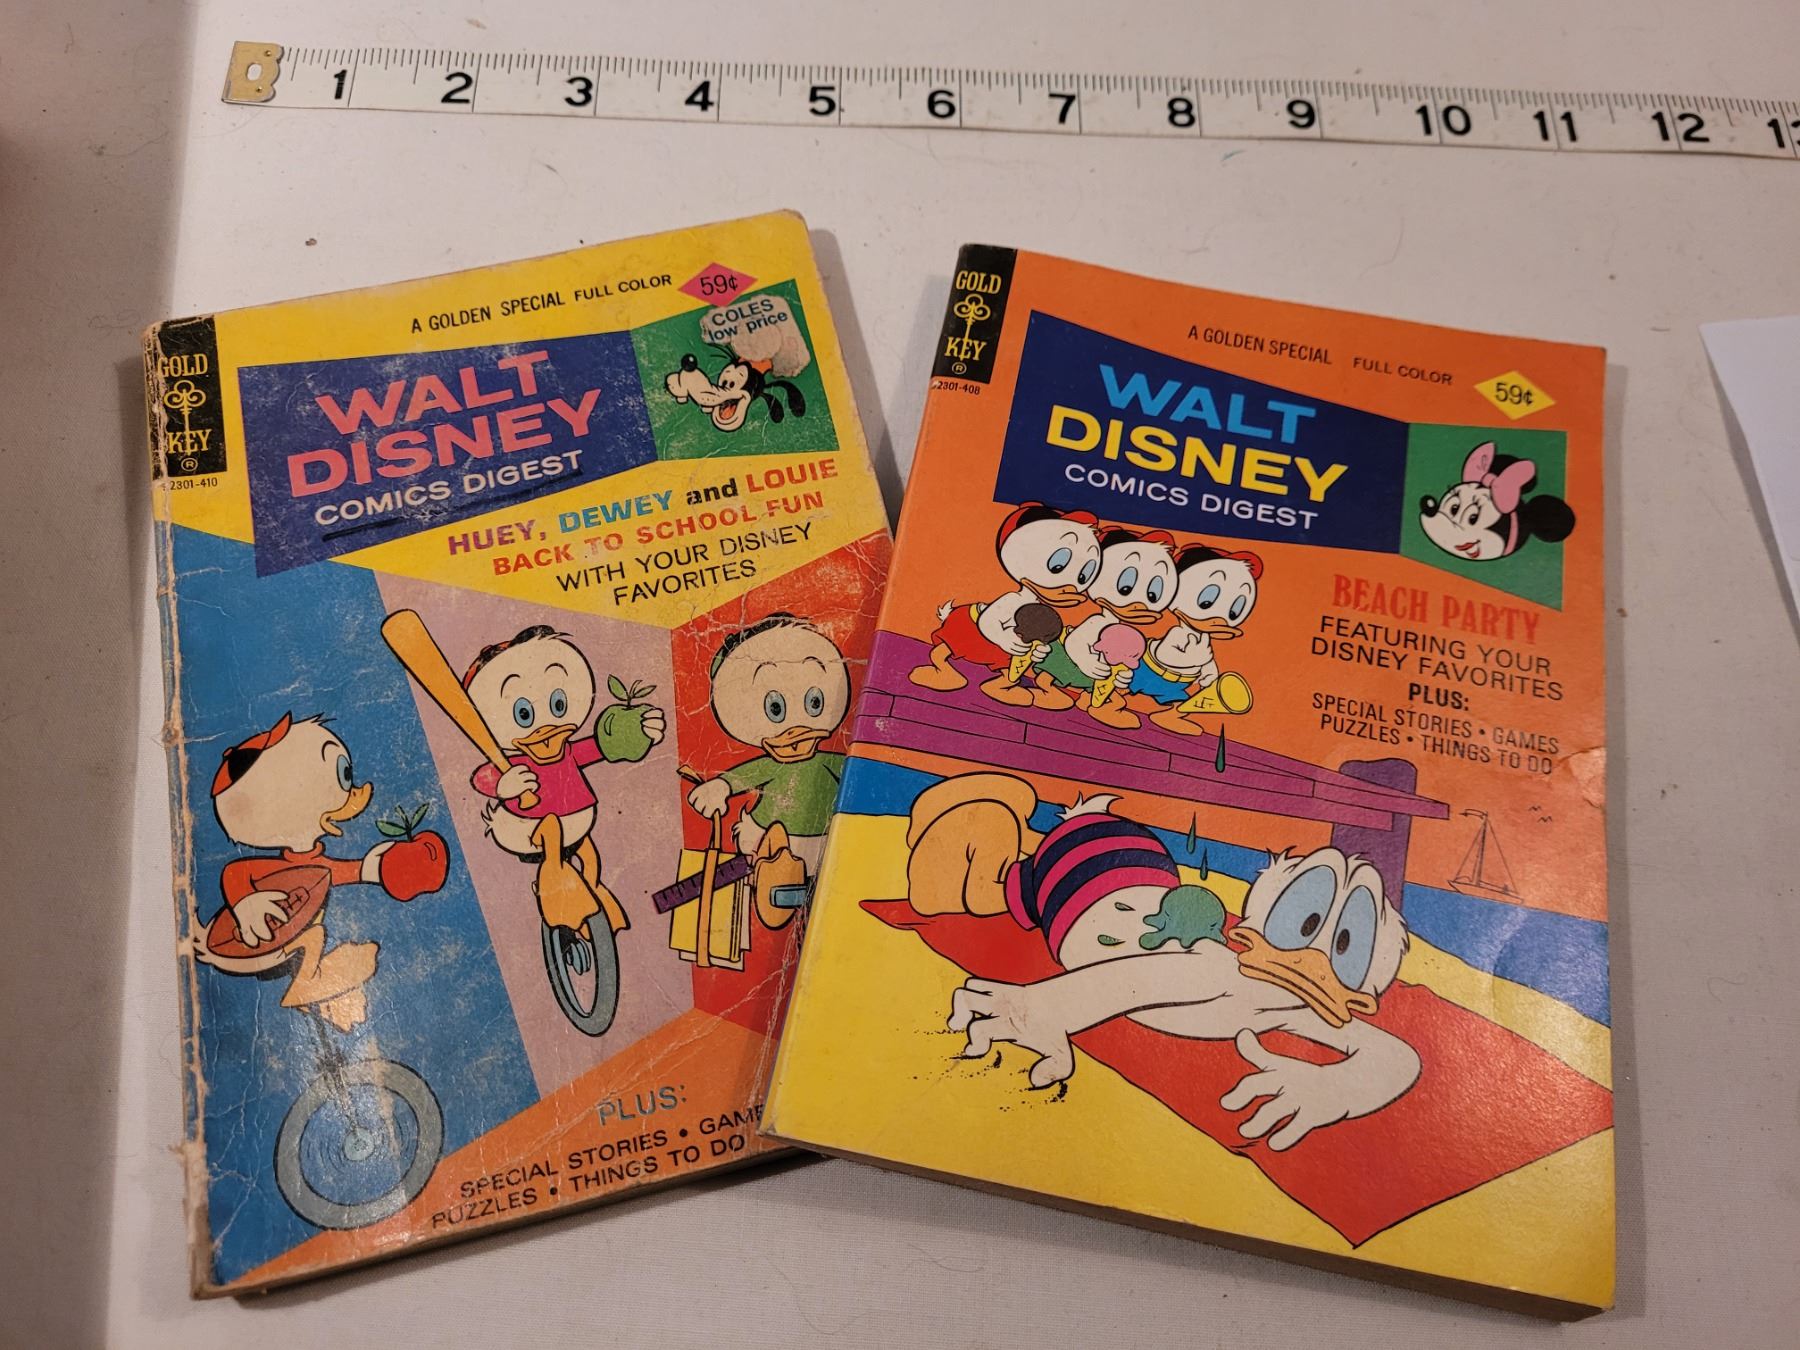 1 2 3 4 5 6 7 8 9 10 11 12
A GOLDEN SPECIAL FULL COLOR
59¢
COLES
low price
GOLD
KEY
®
2301-410
WALT
DISNEY
COMICS DIGEST
HUEY, DEWEY and LOUIE
BACK TO SCHOOL FUN
WITH YOUR DISNEY
FAVORITES
PLUS:
SPECIAL STORIES • GAME
PUZZLES • THINGS TO DO
GOLD
KEY
®
2301-408
A GOLDEN SPECIAL FULL COLOR
59¢
WALT
DISNEY
COMICS DIGEST
BEACH PARTY
FEATURING YOUR
DISNEY FAVORITES
PLUS:
SPECIAL STORIES • GAMES
PUZZLES • THINGS TO DO